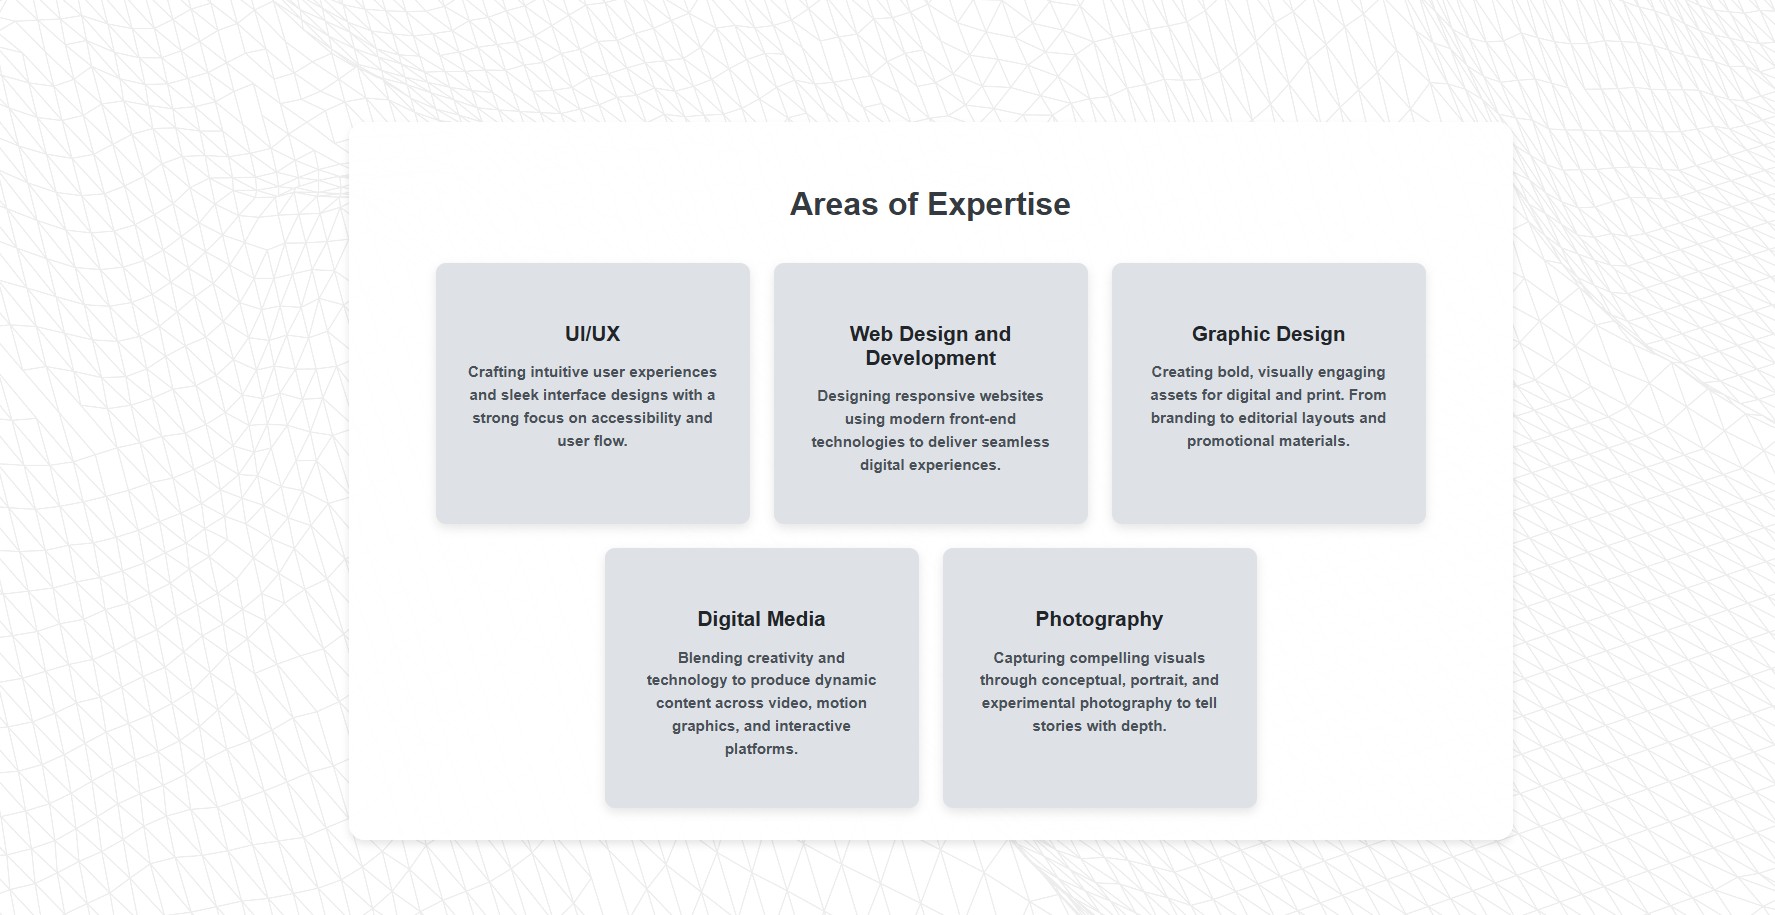 Areas of Expertise
UI/UX
Crafting intuitive user experiences
and sleek interface designs with a
strong focus on accessibility and
user flow.
Web Design and
Development
Designing responsive websites
using modern front-end
technologies to deliver seamless
digital experiences.
Graphic Design
Creating bold, visually engaging
assets for digital and print. From
branding to editorial layouts and
promotional materials.
Digital Media
Blending creativity and
technology to produce dynamic
content across video, motion
graphics, and interactive
platforms.
Photography
Capturing compelling visuals
through conceptual, portrait, and
experimental photography to tell
stories with depth.